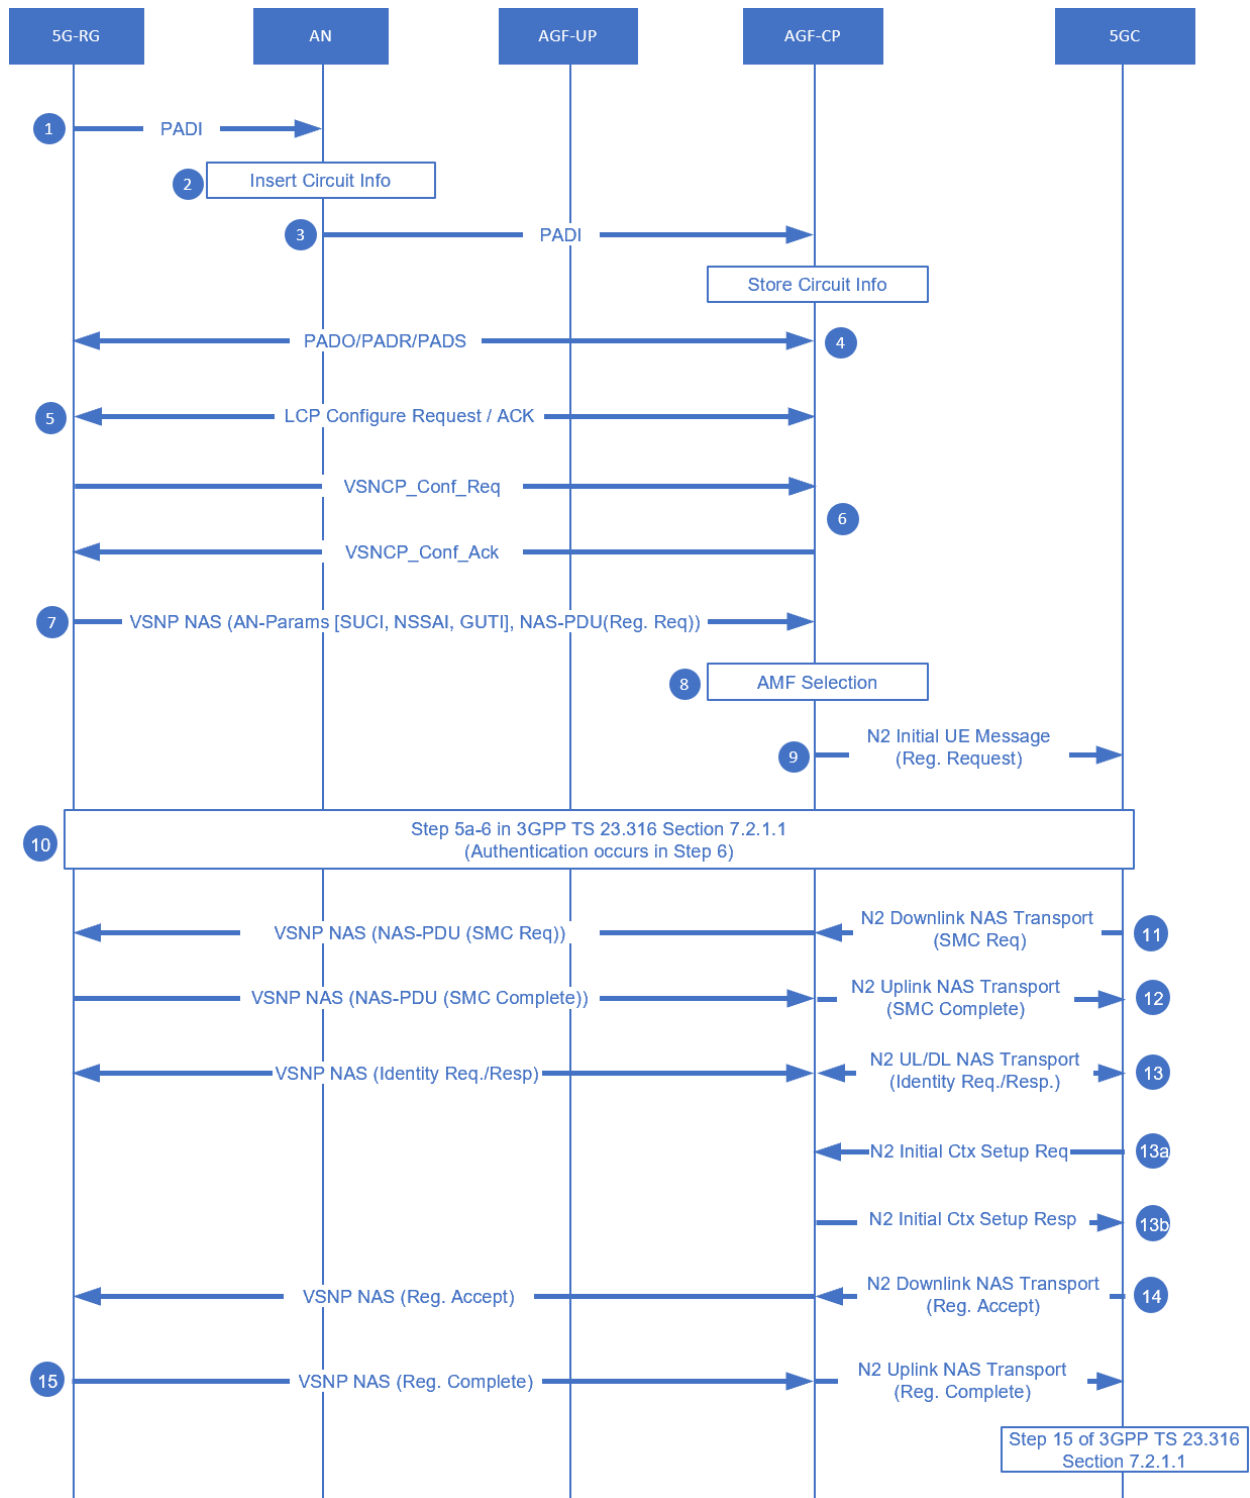 5G-RG
AN
AGF-UP
AGF-CP
5GC
1
PADI
2
Insert Circuit Info
3
PADI
Store Circuit Info
PADO/PADR/PADS
4
5
LCP Configure Request / ACK
VSNCP_Conf_Req
6
VSNCP_Conf_Ack
7
VSNP NAS (AN-Params [SUCI, NSSAI, GUTI], NAS-PDU(Reg. Req))
8
AMF Selection
9
N2 Initial UE Message
(Reg. Request)
10
Step 5a-6 in 3GPP TS 23.316 Section 7.2.1.1
(Authentication occurs in Step 6)
VSNP NAS (NAS-PDU (SMC Req))
N2 Downlink NAS Transport
(SMC Req)
11
VSNP NAS (NAS-PDU (SMC Complete))
N2 Uplink NAS Transport
(SMC Complete)
12
VSNP NAS (Identity Req./Resp)
N2 UL/DL NAS Transport
(Identity Req./Resp.)
13
N2 Initial Ctx Setup Req
13a
N2 Initial Ctx Setup Resp
13b
VSNP NAS (Reg. Accept)
N2 Downlink NAS Transport
(Reg. Accept)
14
15
VSNP NAS (Reg. Complete)
N2 Uplink NAS Transport
(Reg. Complete)
Step 15 of 3GPP TS 23.316
Section 7.2.1.1